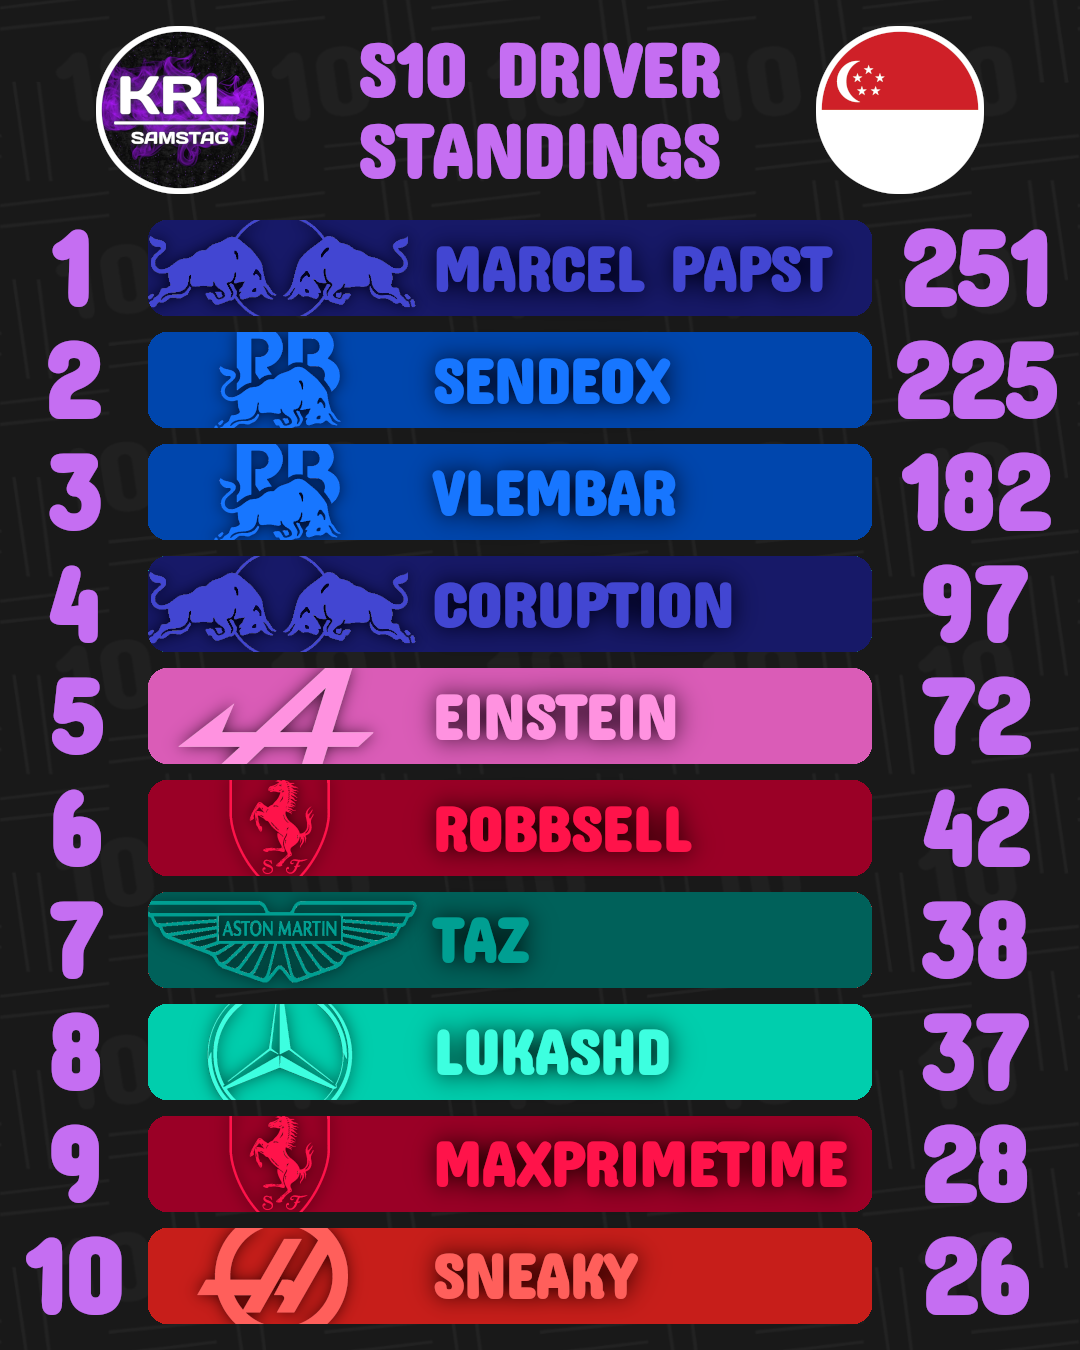 KRL
SAMSTAG
S10 DRIVER
STANDINGS
1 MARCEL PAPST 251
2 RB SENDEOX 225
3 RB VLEMBAR 182
4 CORUPTION 97
5 EINSTEIN 72
6 SF ROBBSELL 42
7 ASTON MARTIN TAZ 38
8 LUKASHD 37
9 SF MAXPRIMETIME 28
10 SNEAKY 26